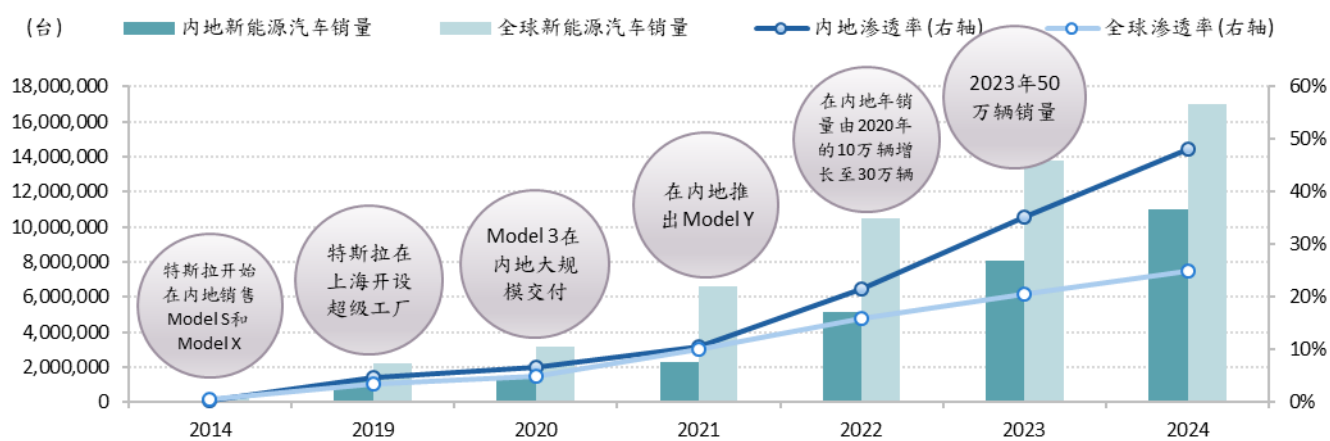 (台)
内地新能源汽车销量
全球新能源汽车销量
内地渗透率(右轴)
全球渗透率(右轴)
18,000,000
16,000,000
14,000,000
12,000,000
10,000,000
8,000,000
6,000,000
4,000,000
2,000,000
0
特斯拉开始
在内地销售
Model S和
Model X
特斯拉在
上海开设
超级工厂
Model 3在
内地大规
模交付
在内地推
出Model Y
在内地年销
量由2020年
的10万辆增
长至30万辆
2023年50
万辆销量
60%
50%
40%
30%
20%
10%
0%
2014
2019
2020
2021
2022
2023
2024